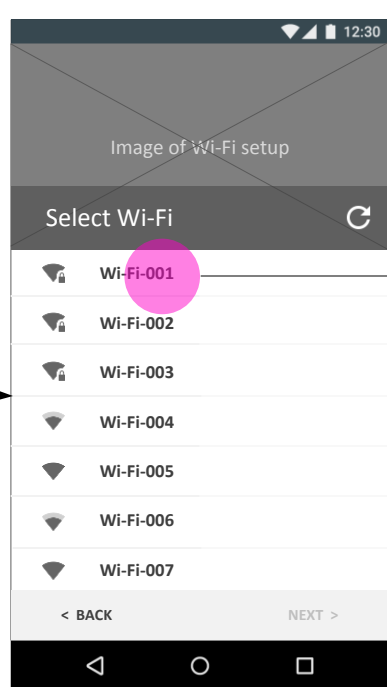 12:30
Image of Wi-Fi setup
Select Wi-Fi
Wi-Fi-001
Wi-Fi-002
Wi-Fi-003
Wi-Fi-004
Wi-Fi-005
Wi-Fi-006
Wi-Fi-007
< BACK NEXT >